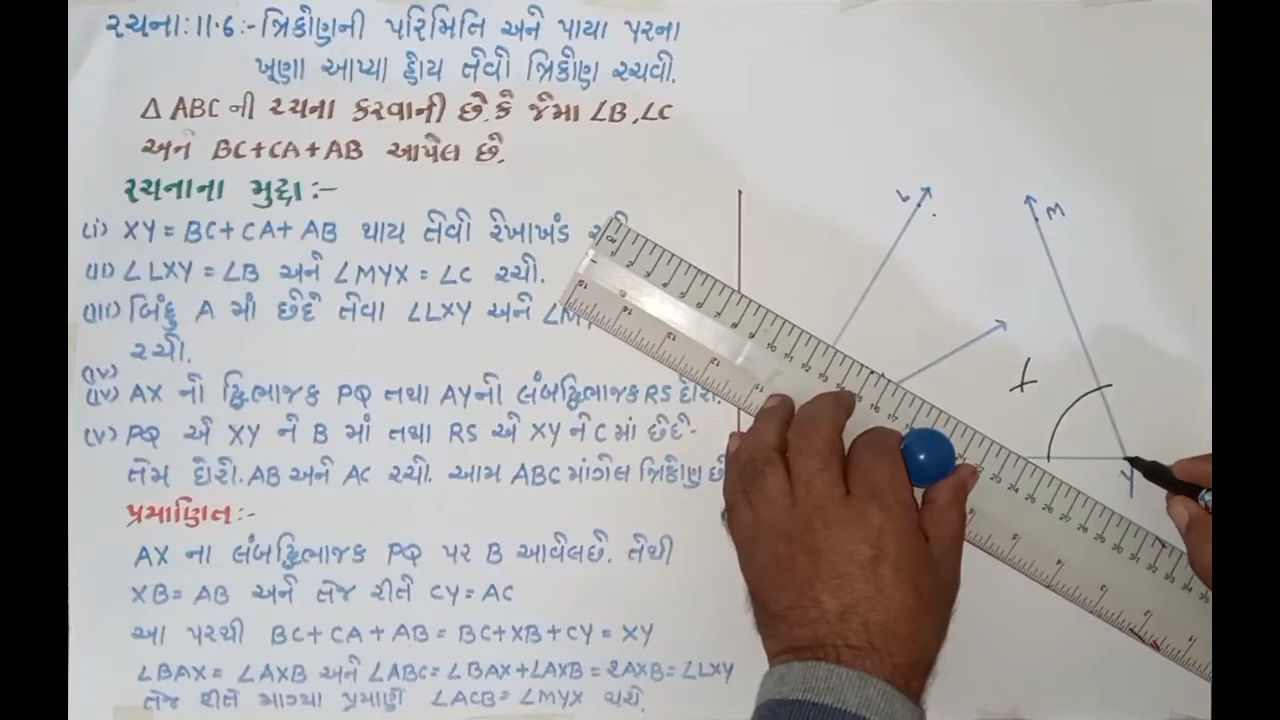 રચના: 11.6:- ત્રિકોણની પરિમિતિ અને પાયા પરના
ખૂણા આપ્યા હોય તેવો ત્રિકોણ રચવો.
△ ABC ની રચના કરવાની છે. કે જેમા ∠B, ∠C
અને BC+CA+AB આપેલ છે.
રચનાના મુદ્દા:-
(i) XY = BC+CA+AB થાય તેવો રેખાખંડ
(ii) ∠LXY = ∠B અને ∠MYX = ∠C રચો.
(iii) બિંદુ A માં છેદે તેવા ∠LXY અને ∠MY
રચો.
(iv)
(iv) AX નો દ્વિભાજક PQ તથા AY નો લંબદ્વિભાજક RS દોરો.
(v) PQ એ XY ને B માં તથા RS એ XY ને C માં છેદે-
તેમ દોરો. AB અને AC રચો. આમ ABC માંગેલ ત્રિકોણ છે
પ્રમાણિત:-
AX ના લંબદ્વિભાજક PQ પર B આવેલ છે. તેથી
XB = AB અને તેજ રીતે CY = AC
આ પરથી BC+CA+AB = BC+XB+CY = XY
∠BAX = ∠AXB અને ∠ABC = ∠BAX+∠AXB = 2AXB = ∠LXY
તેજ રીતે માગ્યા પ્રમાણે ∠ACB = ∠MYX થશે.
L
M
Y